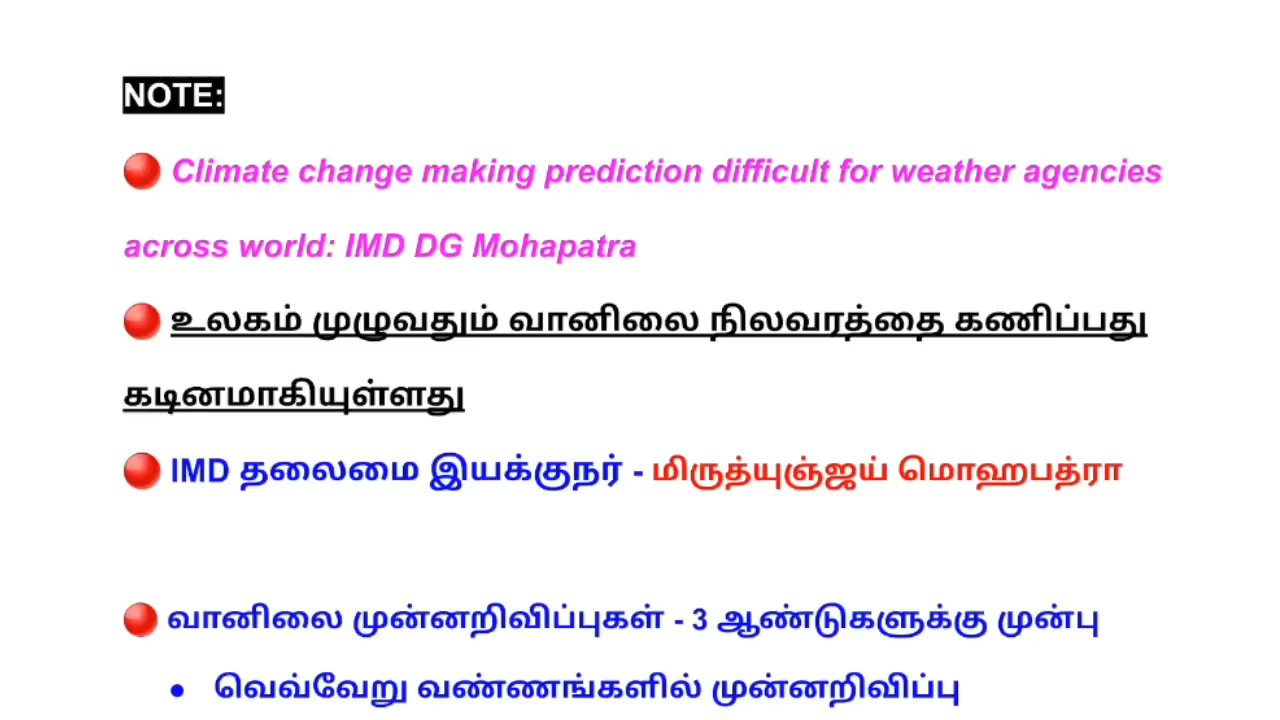 NOTE:
Climate change making prediction difficult for weather agencies
across world: IMD DG Mohapatra
உலகம் முழுவதும் வானிலை நிலவரத்தை கணிப்பது
கடினமாகியுள்ளது
IMD தலைமை இயக்குநர் - மிருத்யுஞ்ஜய் மொஹபத்ரா
வானிலை முன்னறிவிப்புகள் - 3 ஆண்டுகளுக்கு முன்பு
• வெவ்வேறு வண்ணங்களில் முன்னறிவிப்பு